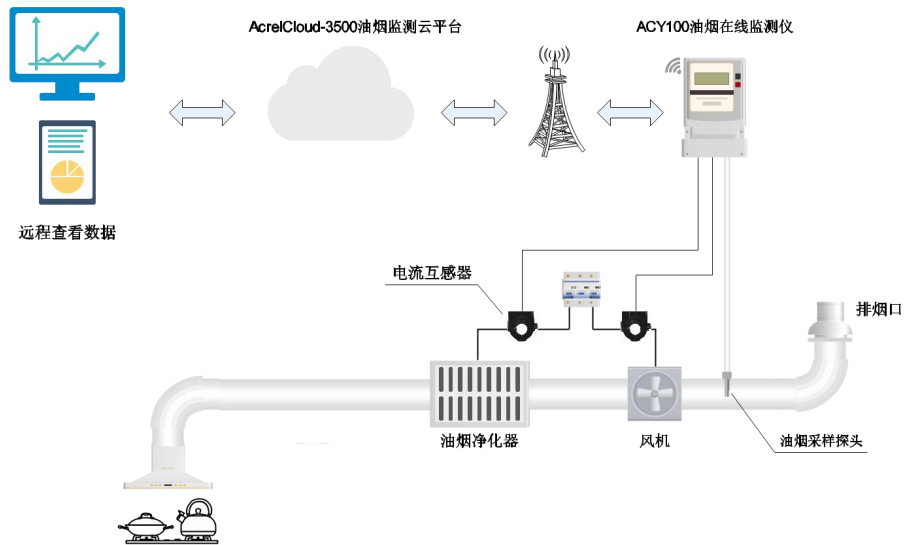 AcrelCloud-3500油烟监测云平台
ACY100油烟在线监测仪
远程查看数据
电流互感器
排烟口
油烟净化器
风机
油烟采样探头